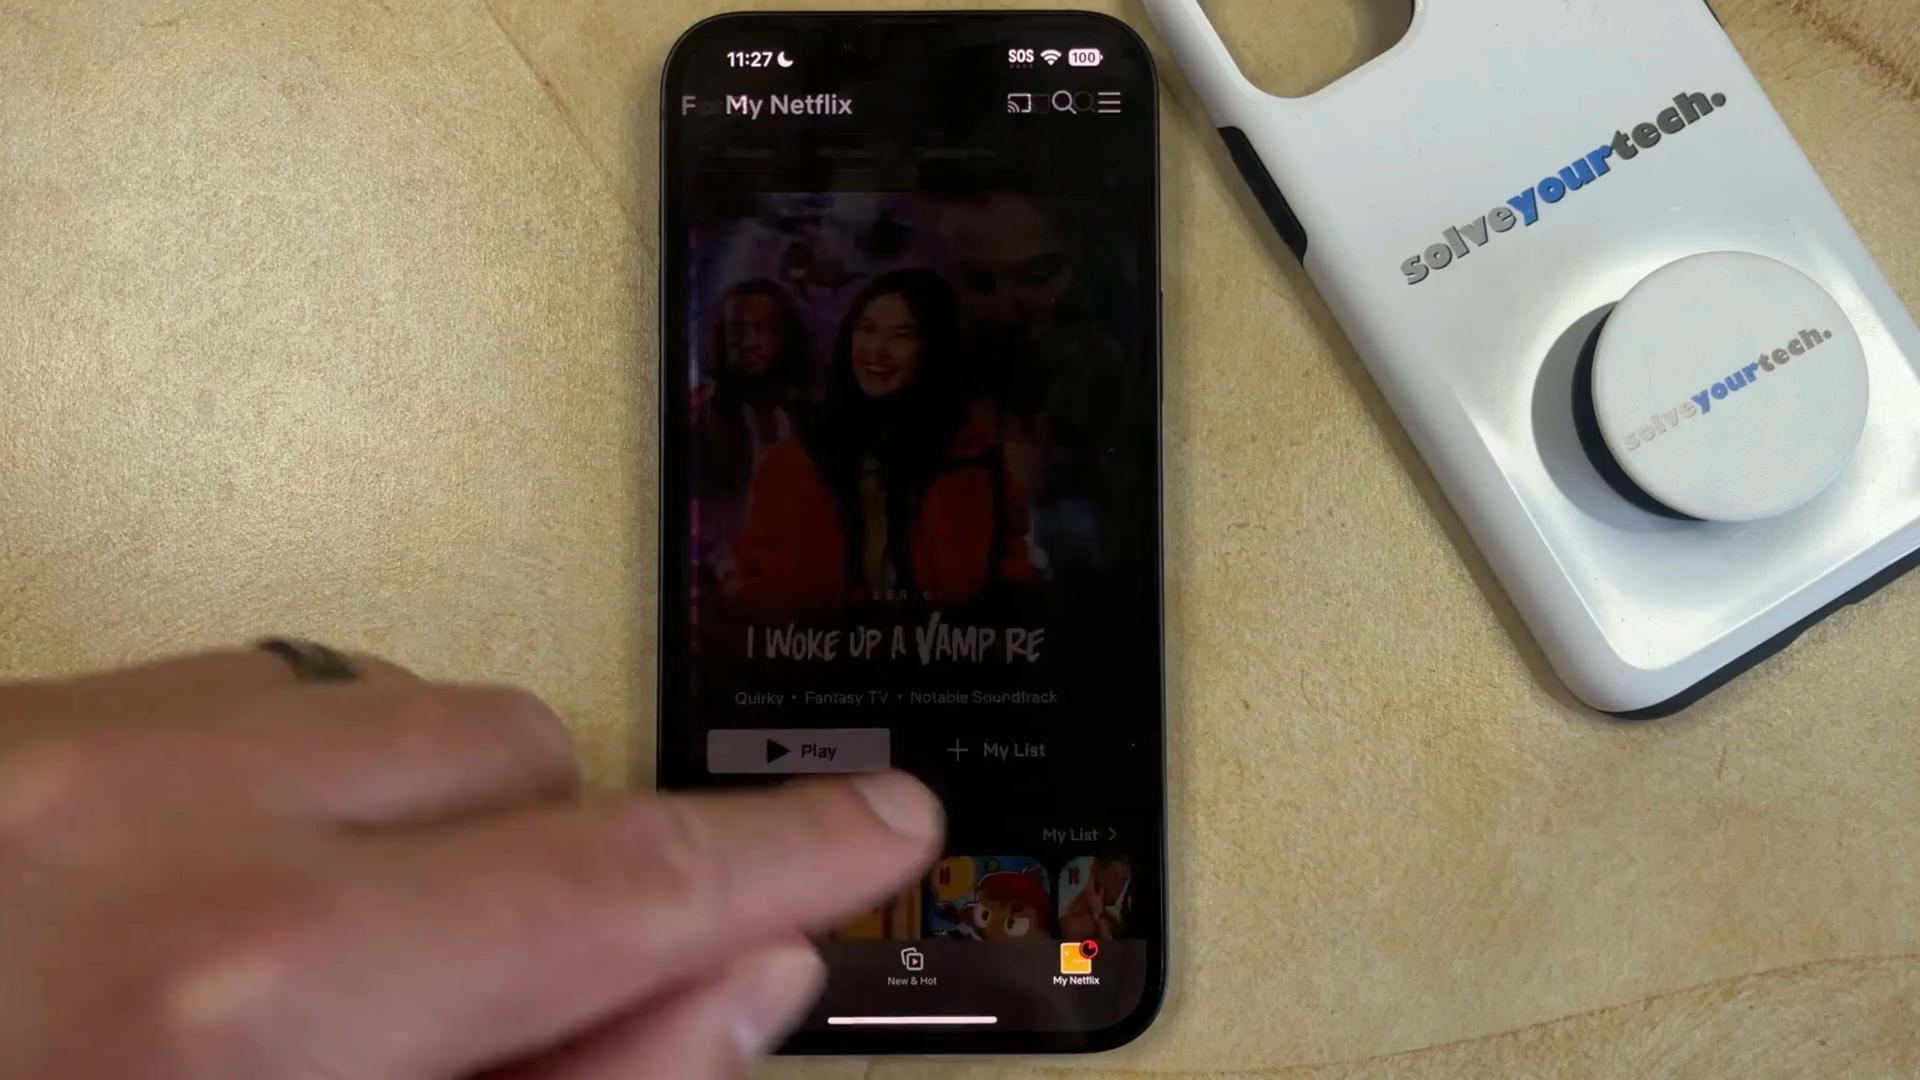 11:27
SOS
100
F
My Netflix
I WOKE UP A VAMP RE
Quirky • Fantasy TV • Notable Soundtrack
Play
My List
My List
New & Hot
My Netflix
solveyourtech.
solveyourtech.